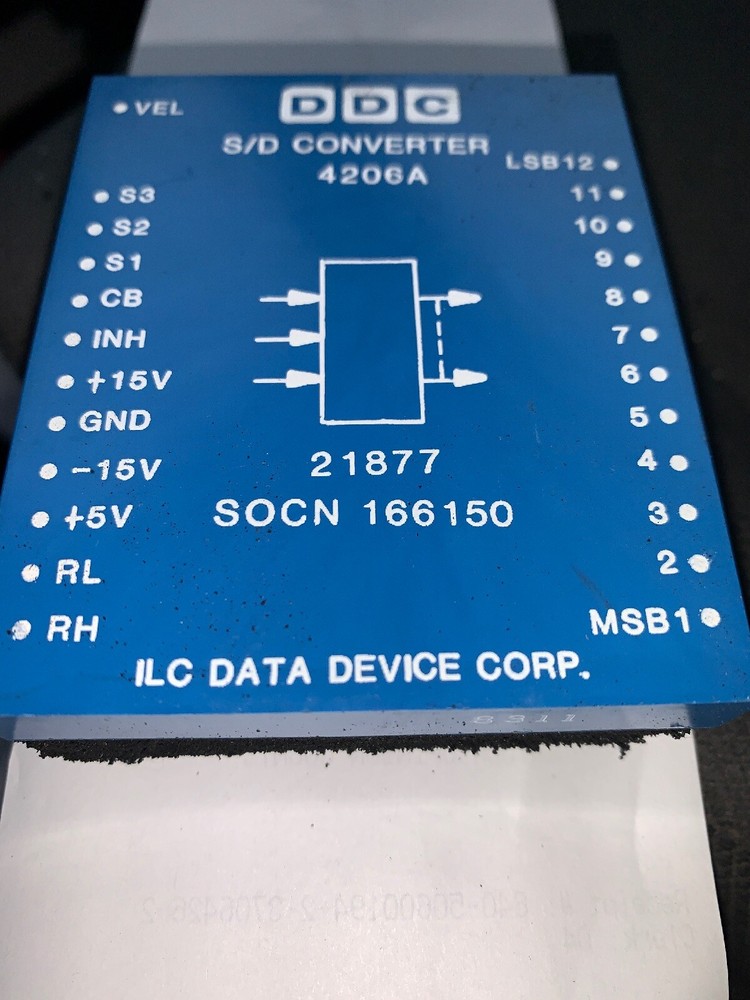 DDC
VEL
S/D CONVERTER
4206A
LSB12
S3
11
S2
10
S1
9
CB
8
INH
7
+15V
6
GND
5
-15V
4
21877
+5V
3
SOCN 166150
RL
2
RH
MSB1
ILC DATA DEVICE CORP.
8311